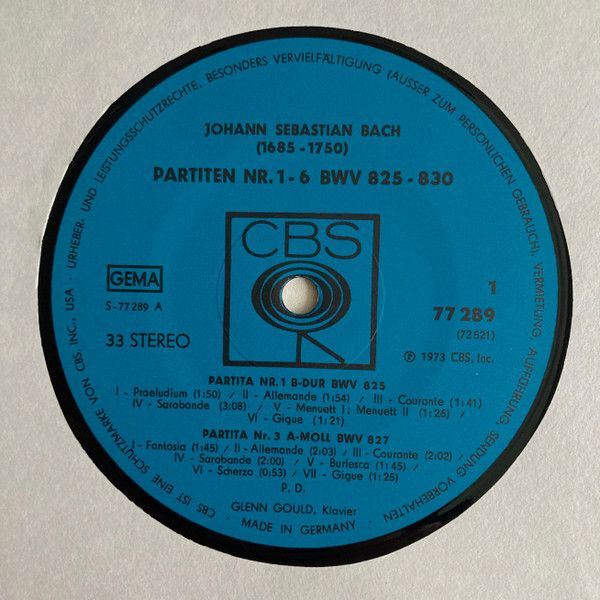 URHEBER- UND LEISTUNGSSCHUTZRECHTE, BESONDERS VERVIELFÄLTIGUNG (AUSSER ZUM PERSÖNLICHEN GEBRAUCH), VERMIETUNG, AUFFÜHRUNG, SENDUNG VORBEHALTEN
JOHANN SEBASTIAN BACH
(1685-1750)
PARTITEN NR. 1-6 BWV 825-830
CBS
GEMA
S-77289 A
33 STEREO
1
77289
(72521)
Ⓟ 1973 CBS, Inc.
PARTITA NR. 1 B-DUR BWV 825
I - Praeludium (1:50) / II - Allemande (1:54) / III - Courante (1:41)
IV - Sarabande (3:08) / V - Menuett I; Menuett II (1:26) /
VI - Gigue (1:21)
PARTITA Nr. 3 A-MOLL BWV 827
I - Fantasia (1:45) / II - Allemande (2:03) / III - Courante (2:02) /
IV - Sarabande (2:00) / V - Burlesca (1:45) /
VI - Scherzo (0:53) / VII - Gigue (1:25)
P. D.
GLENN GOULD, Klavier
· MADE IN GERMANY ·
CBS IST EINE SCHUTZMARKE VON CBS, INC., USA ·